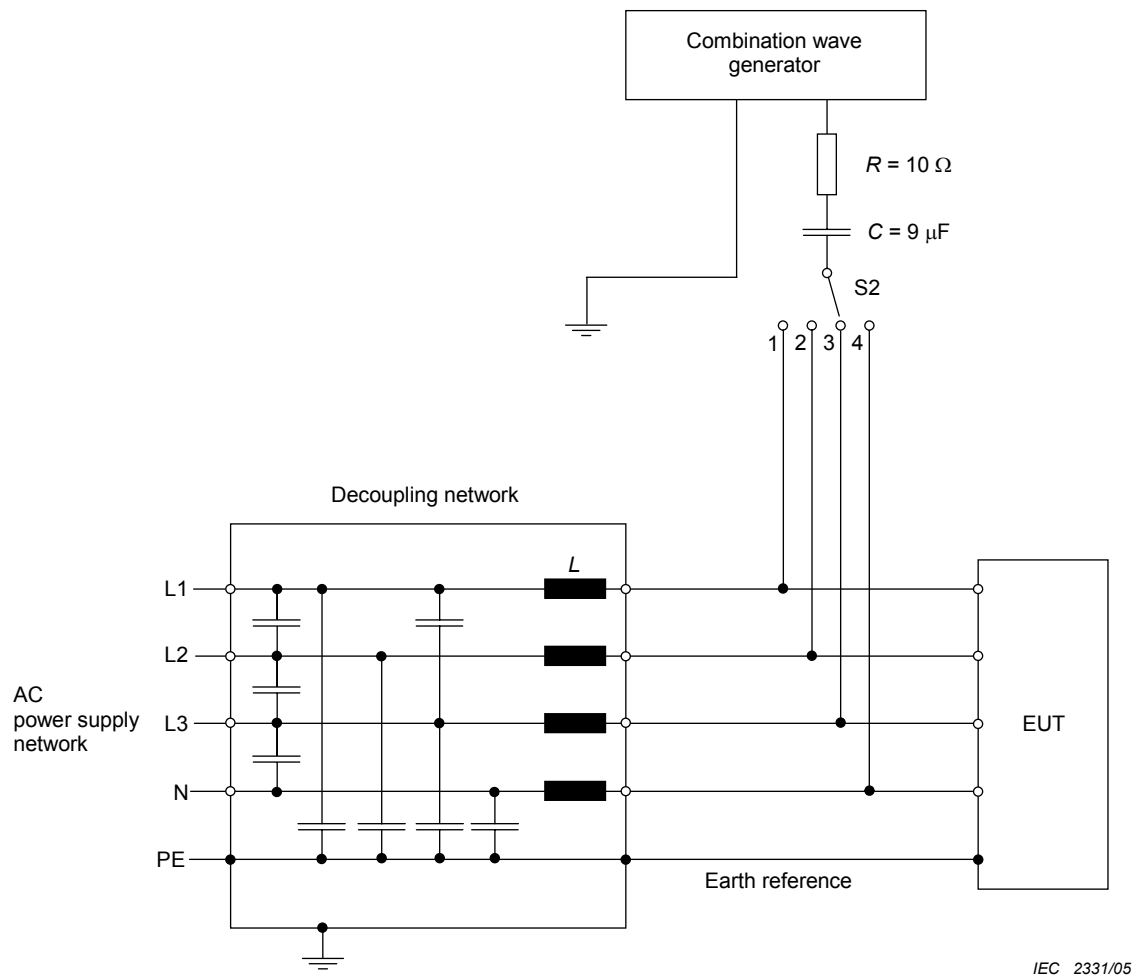 Combination wave
generator
R = 10 Ω
C = 9 μF
S2
1 2 3 4
Decoupling network
L
L1
L2
AC
power supply
network
L3
EUT
N
PE
Earth reference
IEC 2331/05